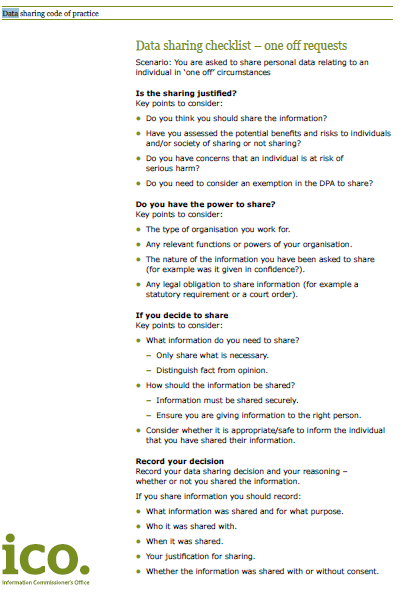 Data sharing code of practice
Data sharing checklist – one off requests
Scenario: You are asked to share personal data relating to an
individual in ‘one off’ circumstances
Is the sharing justified?
Key points to consider:
• Do you think you should share the information?
• Have you assessed the potential benefits and risks to individuals
and/or society of sharing or not sharing?
• Do you have concerns that an individual is at risk of
serious harm?
• Do you need to consider an exemption in the DPA to share?
Do you have the power to share?
Key points to consider:
• The type of organisation you work for.
• Any relevant functions or powers of your organisation.
• The nature of the information you have been asked to share
(for example was it given in confidence?).
• Any legal obligation to share information (for example a
statutory requirement or a court order).
If you decide to share
Key points to consider:
• What information do you need to share?
– Only share what is necessary.
– Distinguish fact from opinion.
• How should the information be shared?
– Information must be shared securely.
– Ensure you are giving information to the right person.
• Consider whether it is appropriate/safe to inform the individual
that you have shared their information.
Record your decision
Record your data sharing decision and your reasoning –
whether or not you shared the information.
If you share information you should record:
• What information was shared and for what purpose.
• Who it was shared with.
• When it was shared.
• Your justification for sharing.
• Whether the information was shared with or without consent.
ico.
Information Commissioner's Office